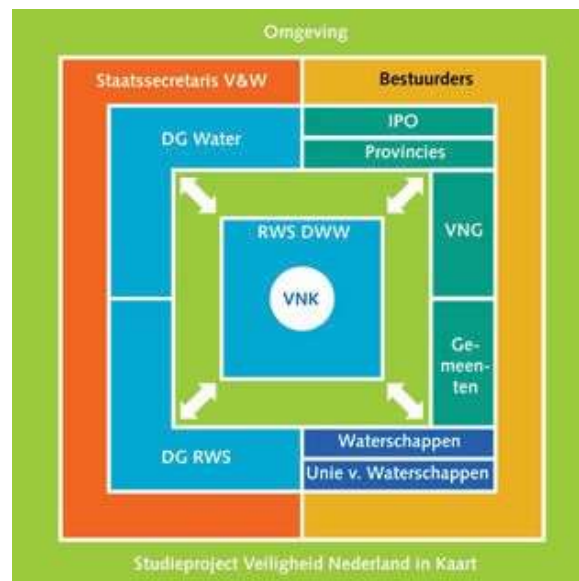 Omgeving
Staatssecretaris V&W
Bestuurders
DG Water
IPO
Provincies
RWS DWW
VNG
VNK
Ge-
meen-
ten
DG RWS
Waterschappen
Unie v. Waterschappen
Studieproject Veiligheid Nederland in Kaart